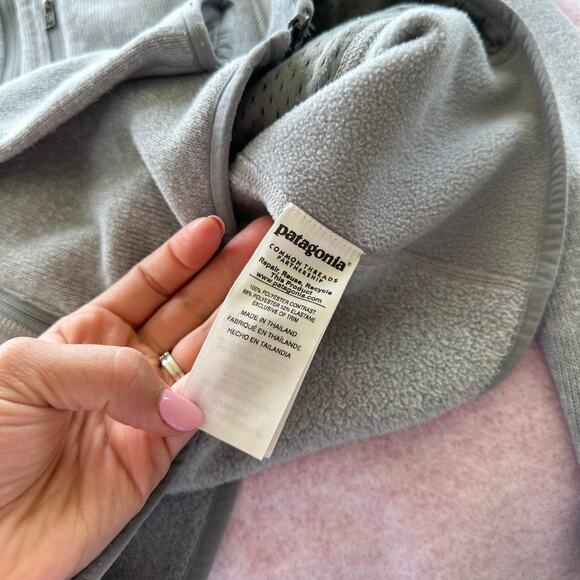 patagonia®
COMMON THREADS
PARTNERSHIP
Repair, Reuse, Recycle
This Product
www.patagonia.com
100% POLYESTER CONTRAST
88% POLYESTER 12% ELASTANE
EXCLUSIVE OF TRIM
MADE IN THAILAND
FABRIQUÉ EN THAÏLANDE
HECHO EN TAILANDIA